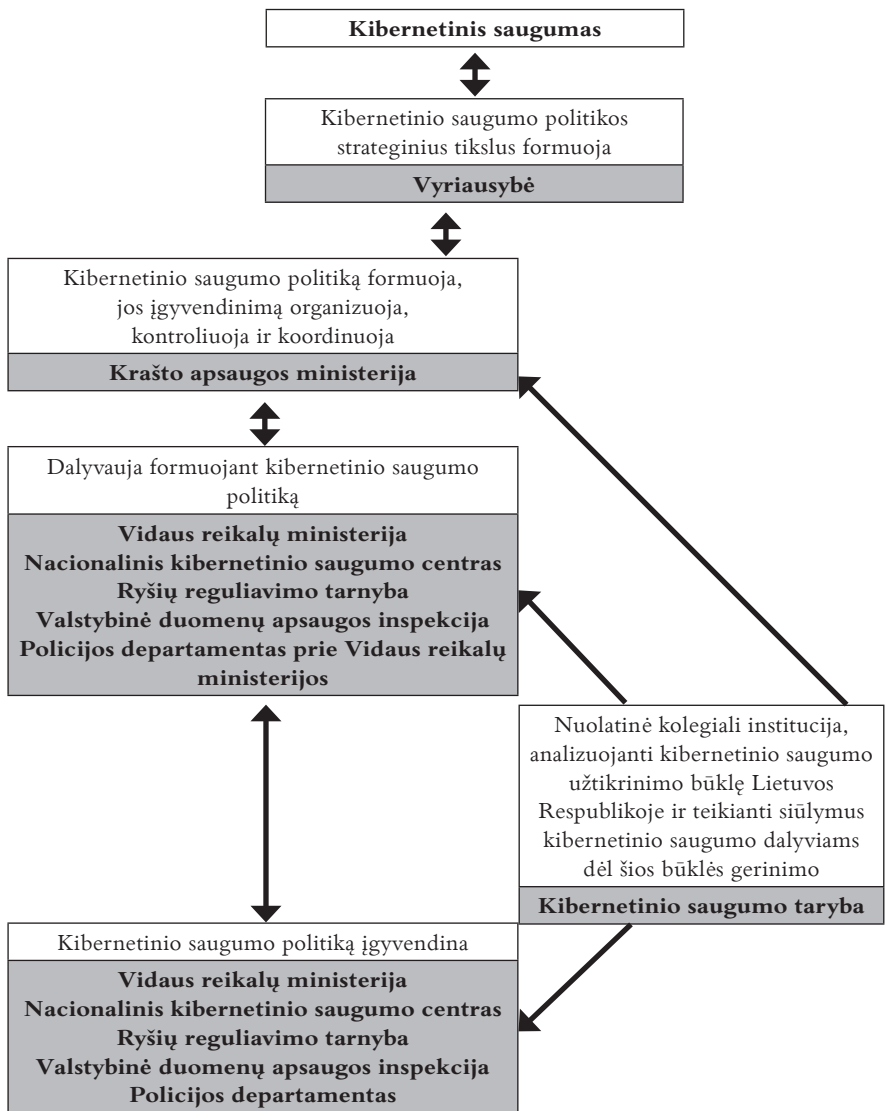 Kibernetinis saugumas
Kibernetinio saugumo politikos
strateginius tikslus formuoja
Vyriausybė
Kibernetinio saugumo politiką formuoja,
jos įgyvendinimą organizuoja,
kontroliuoja ir koordinuoja
Krašto apsaugos ministerija
Dalyvauja formuojant kibernetinio saugumo
politiką
Vidaus reikalų ministerija
Nacionalinis kibernetinio saugumo centras
Ryšių reguliavimo tarnyba
Valstybinė duomenų apsaugos inspekcija
Policijos departamentas prie Vidaus reikalų
ministerijos
Nuolatinė kolegiali institucija,
analizuojanti kibernetinio saugumo
užtikrinimo būklę Lietuvos
Respublikoje ir teikianti siūlymus
kibernetinio saugumo dalyviams
dėl šios būklės gerinimo
Kibernetinio saugumo taryba
Kibernetinio saugumo politiką įgyvendina
Vidaus reikalų ministerija
Nacionalinis kibernetinio saugumo centras
Ryšių reguliavimo tarnyba
Valstybinė duomenų apsaugos inspekcija
Policijos departamentas